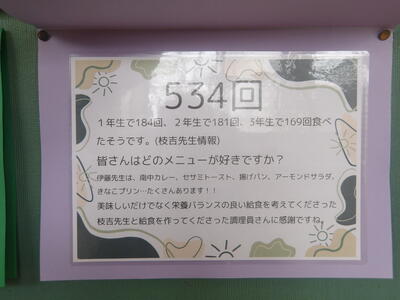 534回
1年生で184回、2年生で181回、3年生で169回食べ
たそうです。(枝吉先生情報)
皆さんはどのメニューが好きですか？
伊藤先生は、南中カレー、セサミトースト、揚げパン、アーモンドサラダ、
きなこプリン…たくさんあります！！
美味しいだけでなく栄養バランスの良い給食を考えてくださった
枝吉先生と給食を作ってくださった調理員さんに感謝ですね。